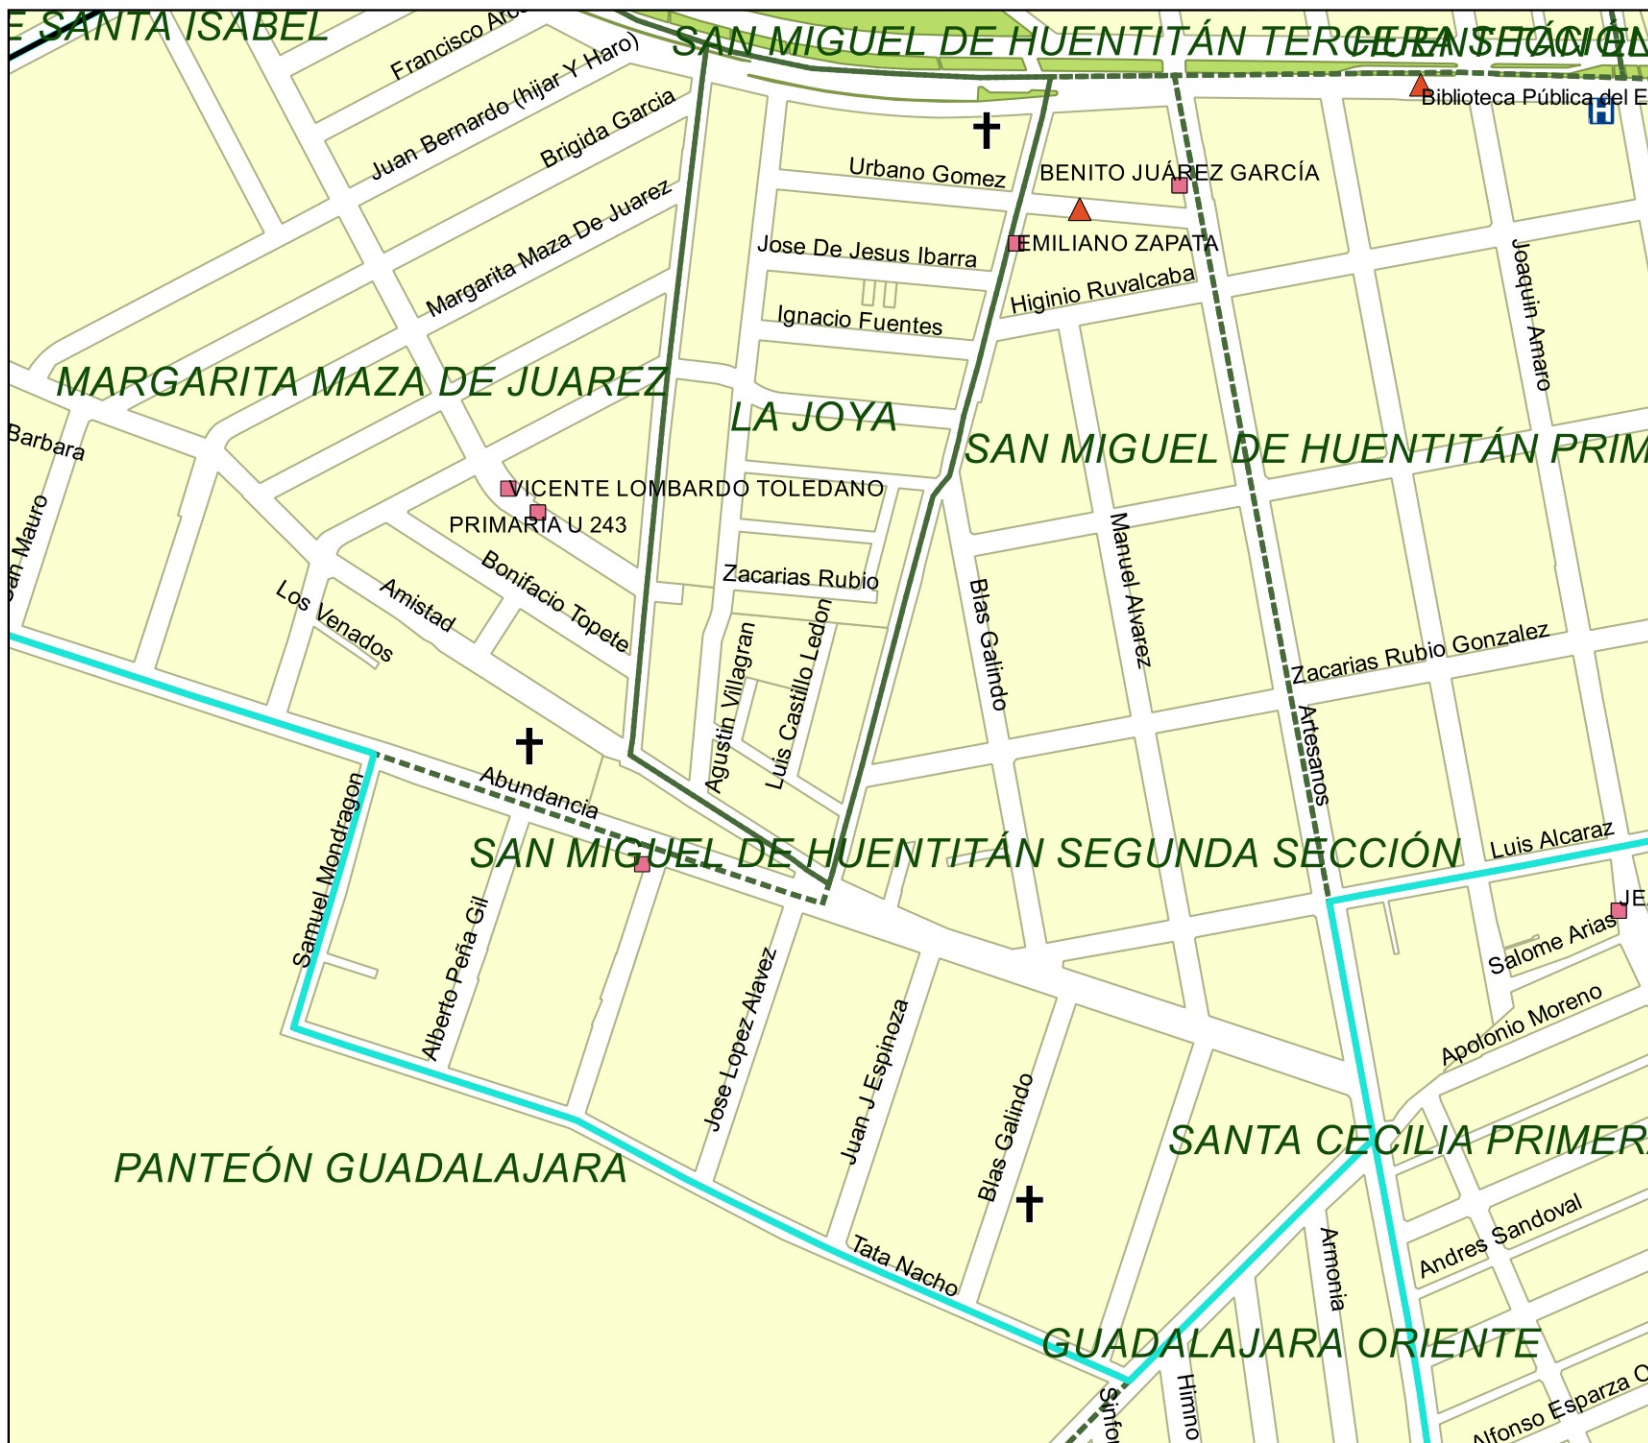 E SANTA ISABEL
SAN MIGUEL DE HUENTITÁN TERCERA SECCIÓN
Francisco
Juan Bernardo (hijar Y Haro)
Brigida Garcia
Margarita Maza De Juarez
Biblioteca Pública del E
H
Urbano Gomez
BENITO JUÁREZ GARCÍA
Jose De Jesus Ibarra
EMILIANO ZAPATA
Higinio Ruvalcaba
Joaquin Amaro
Ignacio Fuentes
MARGARITA MAZA DE JUAREZ
LA JOYA
SAN MIGUEL DE HUENTITÁN PRIM
Barbara
San Mauro
VICENTE LOMBARDO TOLEDANO
PRIMARIA U 243
Bonifacio Topete
Amistad
Los Venados
Zacarias Rubio
Manuel Alvarez
Blas Galindo
Zacarias Rubio Gonzalez
Agustin Villagran
Luis Castillo Ledon
Artesanos
Abundancia
Samuel Mondragon
SAN MIGUEL DE HUENTITÁN SEGUNDA SECCIÓN
Luis Alcaraz
JE
Salome Arias
Alberto Peña Gil
Jose Lopez Alavez
Juan J Espinoza
Apolonio Moreno
Blas Galindo
SANTA CECILIA PRIMERA
PANTEÓN GUADALAJARA
Andres Sandoval
Armonia
Tata Nacho
GUADALAJARA ORIENTE
Himno
Sinfo
Alfonso Esparza O